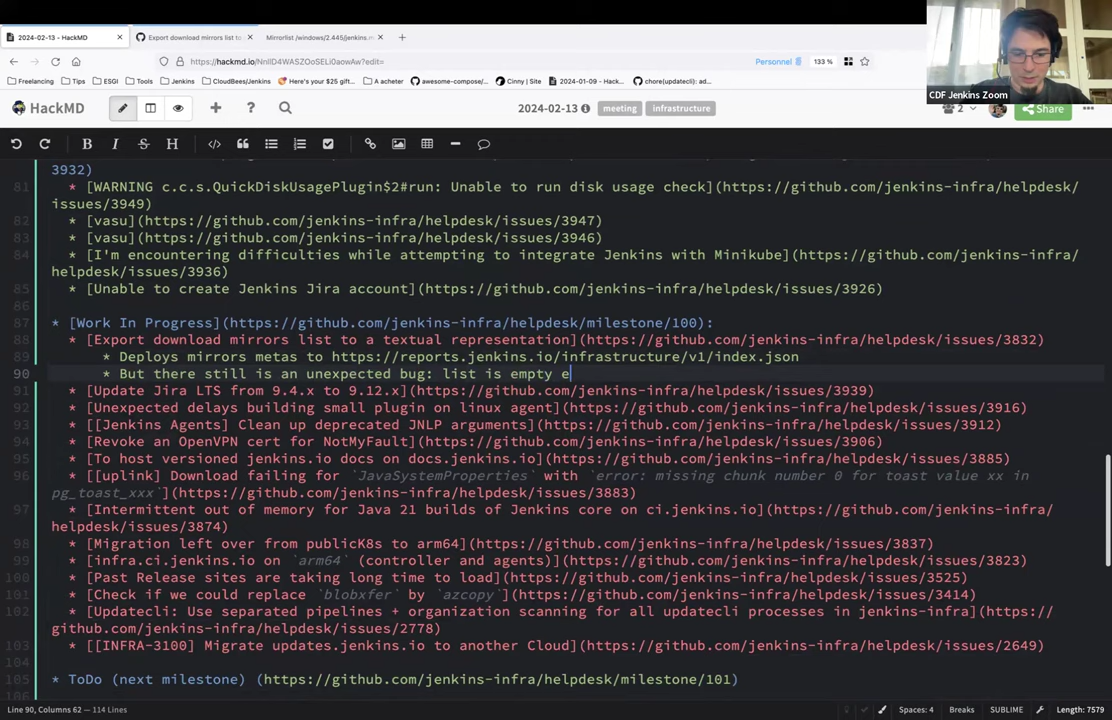 2024-02-13 - HackMD
Export download mirrors list to
Mirrorlist /windows/2.445/jenkins.m
https://hackmd.io/NnllD4WASZOoSELi0aowAw?edit=
Personnel
133 %
Freelancing
Tips
ESGI
Tools
Jenkins
CloudBees/Jenkins
Here's your $25 gift...
A acheter
awesome-compose/...
Cinny | Site
2024-01-09 - HackMD
chore(updatecli): ad...
CDF Jenkins Zoom
HackMD
2024-02-13
meeting
infrastructure
2
Share
B I S H
3932)
81 * [WARNING c.c.s.QuickDiskUsagePlugin$2#run: Unable to run disk usage check](https://github.com/jenkins-infra/helpdesk/
issues/3949)
82 * [vasu](https://github.com/jenkins-infra/helpdesk/issues/3947)
83 * [vasu](https://github.com/jenkins-infra/helpdesk/issues/3946)
84 * [I'm encountering difficulties while attempting to integrate Jenkins with Minikube](https://github.com/jenkins-infra/
helpdesk/issues/3936)
85 * [Unable to create Jenkins Jira account](https://github.com/jenkins-infra/helpdesk/issues/3926)
86
87 * [Work In Progress](https://github.com/jenkins-infra/helpdesk/milestone/100):
88 * [Export download mirrors list to a textual representation](https://github.com/jenkins-infra/helpdesk/issues/3832)
89 * Deploys mirrors metas to https://reports.jenkins.io/infrastructure/v1/index.json
90 * But there still is an unexpected bug: list is empty e
91 * [Update Jira LTS from 9.4.x to 9.12.x](https://github.com/jenkins-infra/helpdesk/issues/3939)
92 * [Unexpected delays building small plugin on linux agent](https://github.com/jenkins-infra/helpdesk/issues/3916)
93 * [[Jenkins Agents] Clean up deprecated JNLP arguments](https://github.com/jenkins-infra/helpdesk/issues/3912)
94 * [Revoke an OpenVPN cert for NotMyFault](https://github.com/jenkins-infra/helpdesk/issues/3906)
95 * [To host versioned jenkins.io docs on docs.jenkins.io](https://github.com/jenkins-infra/helpdesk/issues/3885)
96 * [[uplink] Download failing for `JavaSystemProperties` with `error: missing chunk number 0 for toast value xx in
pg_toast_xxx`](https://github.com/jenkins-infra/helpdesk/issues/3883)
97 * [Intermittent out of memory for Java 21 builds of Jenkins core on ci.jenkins.io](https://github.com/jenkins-infra/
helpdesk/issues/3874)
98 * [Migration left over from publicK8s to arm64](https://github.com/jenkins-infra/helpdesk/issues/3837)
99 * [infra.ci.jenkins.io on `arm64` (controller and agents)](https://github.com/jenkins-infra/helpdesk/issues/3823)
100 * [Past Release sites are taking long time to load](https://github.com/jenkins-infra/helpdesk/issues/3525)
101 * [Check if we could replace `blobxfer` by `azcopy`](https://github.com/jenkins-infra/helpdesk/issues/3414)
102 * [Updatecli: Use separated pipelines + organization scanning for all updatecli processes in jenkins-infra](https://
github.com/jenkins-infra/helpdesk/issues/2778)
103 * [[INFRA-3100] Migrate updates.jenkins.io to another Cloud](https://github.com/jenkins-infra/helpdesk/issues/2649)
104
105 * ToDo (next milestone) (https://github.com/jenkins-infra/helpdesk/milestone/101)
Line 90, Columns 62 — 114 Lines
Spaces: 4
Breaks
SUBLIME
Length: 7579